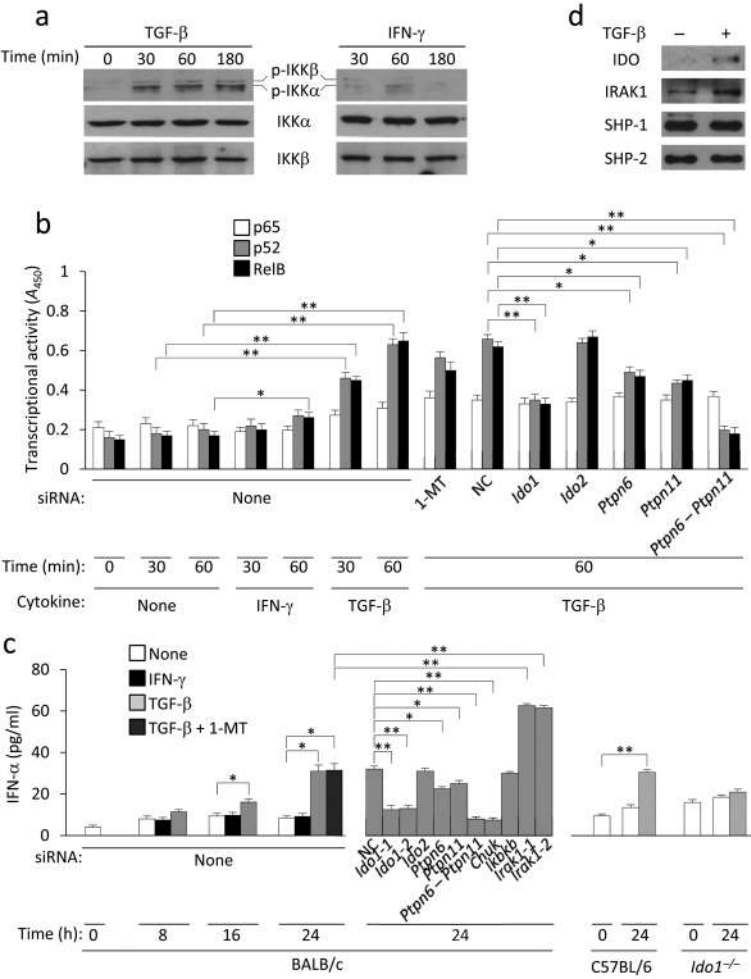 a
TGF-β IFN-γ
Time (min) 0 30 60 180 30 60 180
p-IKKβ
p-IKKα
IKKα
IKKβ
d
TGF-β – +
IDO
IRAK1
SHP-1
SHP-2
b
p65
p52
RelB
Transcriptional activity (A450)
1
0.8
0.6
0.4
0.2
0
** ** ** ** * ** ** * * * * ** **
siRNA: None 1-MT NC Ido1 Ido2 Ptpn6 Ptpn11 Ptpn6 – Ptpn11
Time (min): 0 30 60 30 60 30 60 60
Cytokine: None IFN-γ TGF-β TGF-β
c
None
IFN-γ
TGF-β
TGF-β + 1-MT
IFN-α (pg/ml)
80
60
40
20
0
* * * ** ** ** ** * * ** ** **
siRNA: None NC Ido1-1 Ido1-2 Ido2 Ptpn6 Ptpn11 Ptpn6 – Ptpn11 Chuk Ikbkb Irak1-1 Irak1-2
Time (h): 0 8 16 24 24 0 24 0 24
BALB/c C57BL/6 Ido1–/–